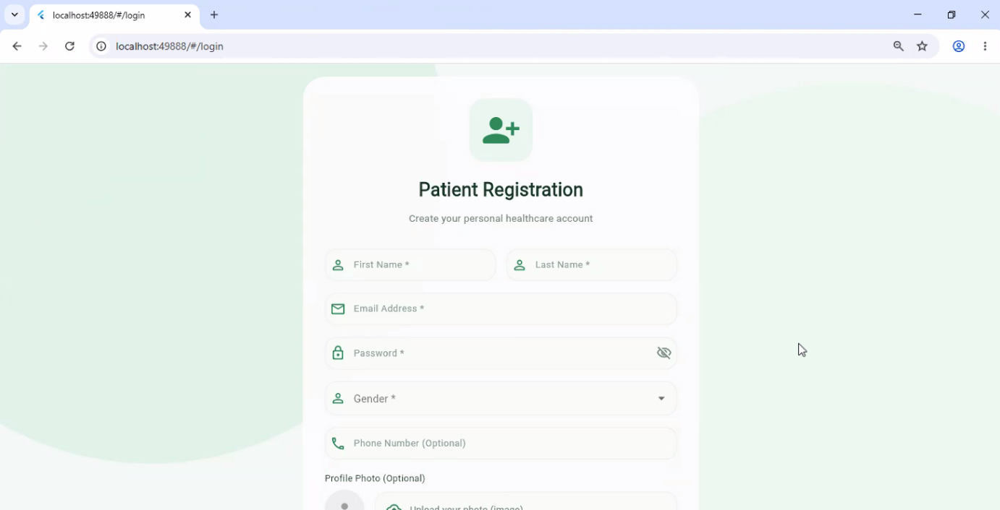 localhost:49888/#/login
localhost:49888/#/login
Patient Registration
Create your personal healthcare account
First Name *
Last Name *
Email Address *
Password *
Gender *
Phone Number (Optional)
Profile Photo (Optional)
Upload your photo (image)